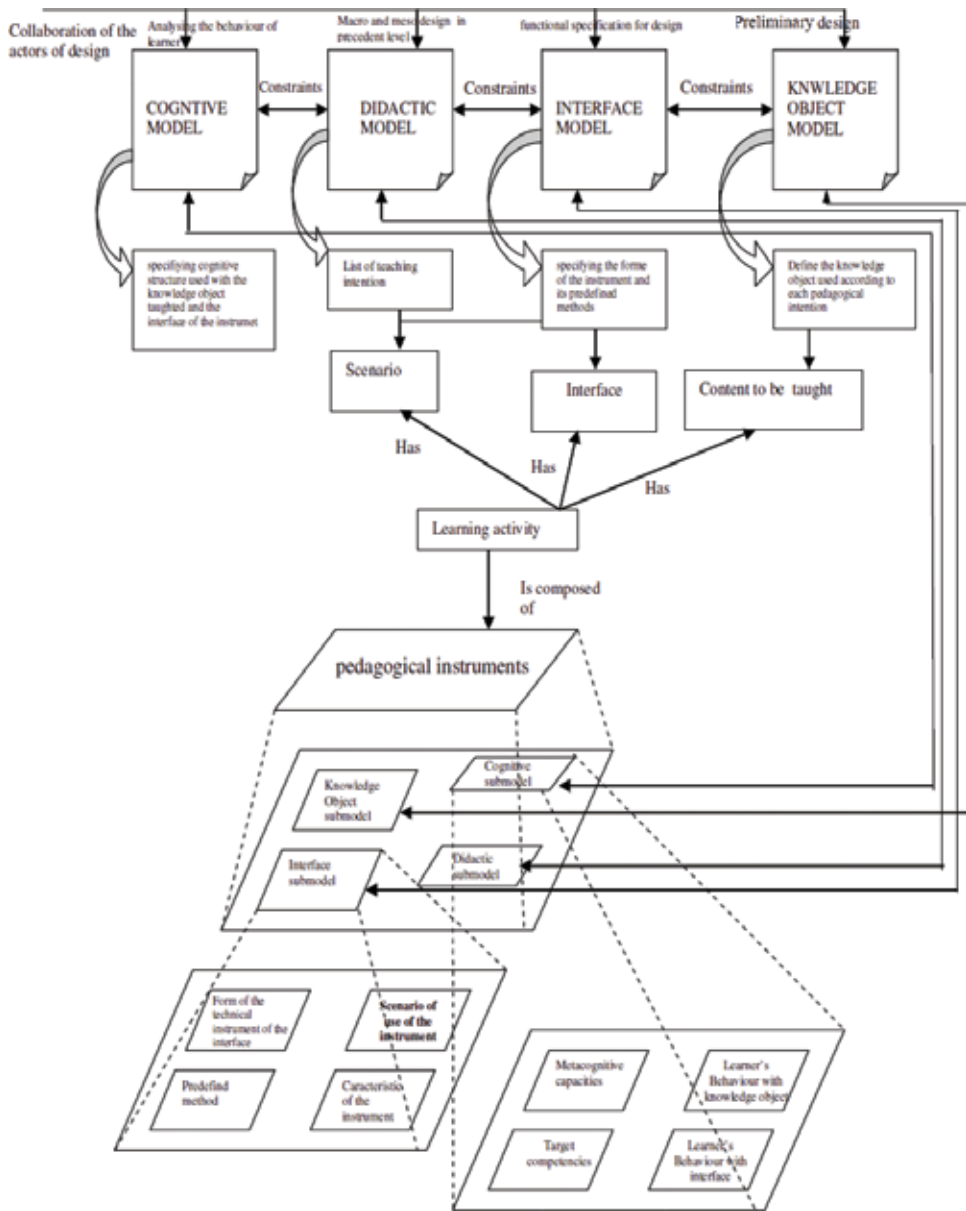 Collaboration of the
actors of design
Analysing the behaviour of
learner
Macro and meso design in
precedent level
functional specification for design
Preliminary design
COGNTIVE
MODEL
Constraints
DIDACTIC
MODEL
Constraints
INTERFACE
MODEL
Constraints
KNWLEDGE
OBJECT
MODEL
specifiying cognitive
structure used with the
knowledge object
taughted and the
interface of the instrumet
List of teaching
intention
specifying the forme
of the instrument and
its predefined
methods
Define the knowledge
object used according to
each pedagogical
intention
Scenario
Interface
Content to be taught
Has
Has
Has
Learning activity
Is composed
of
pedagogical instruments
Knowledge
Object
submodel
Cognitive
submodel
Interface
submodel
Didactic
submodel
Form of the
technical
instrument of the
interface
Scenario of
use of the
instrument
Predefind
method
Caracteristic
of the
instrument
Metacognitive
capacities
Learner's
Behaviour with
knowledge object
Target
competencies
Learner's
Behaviour with
interface